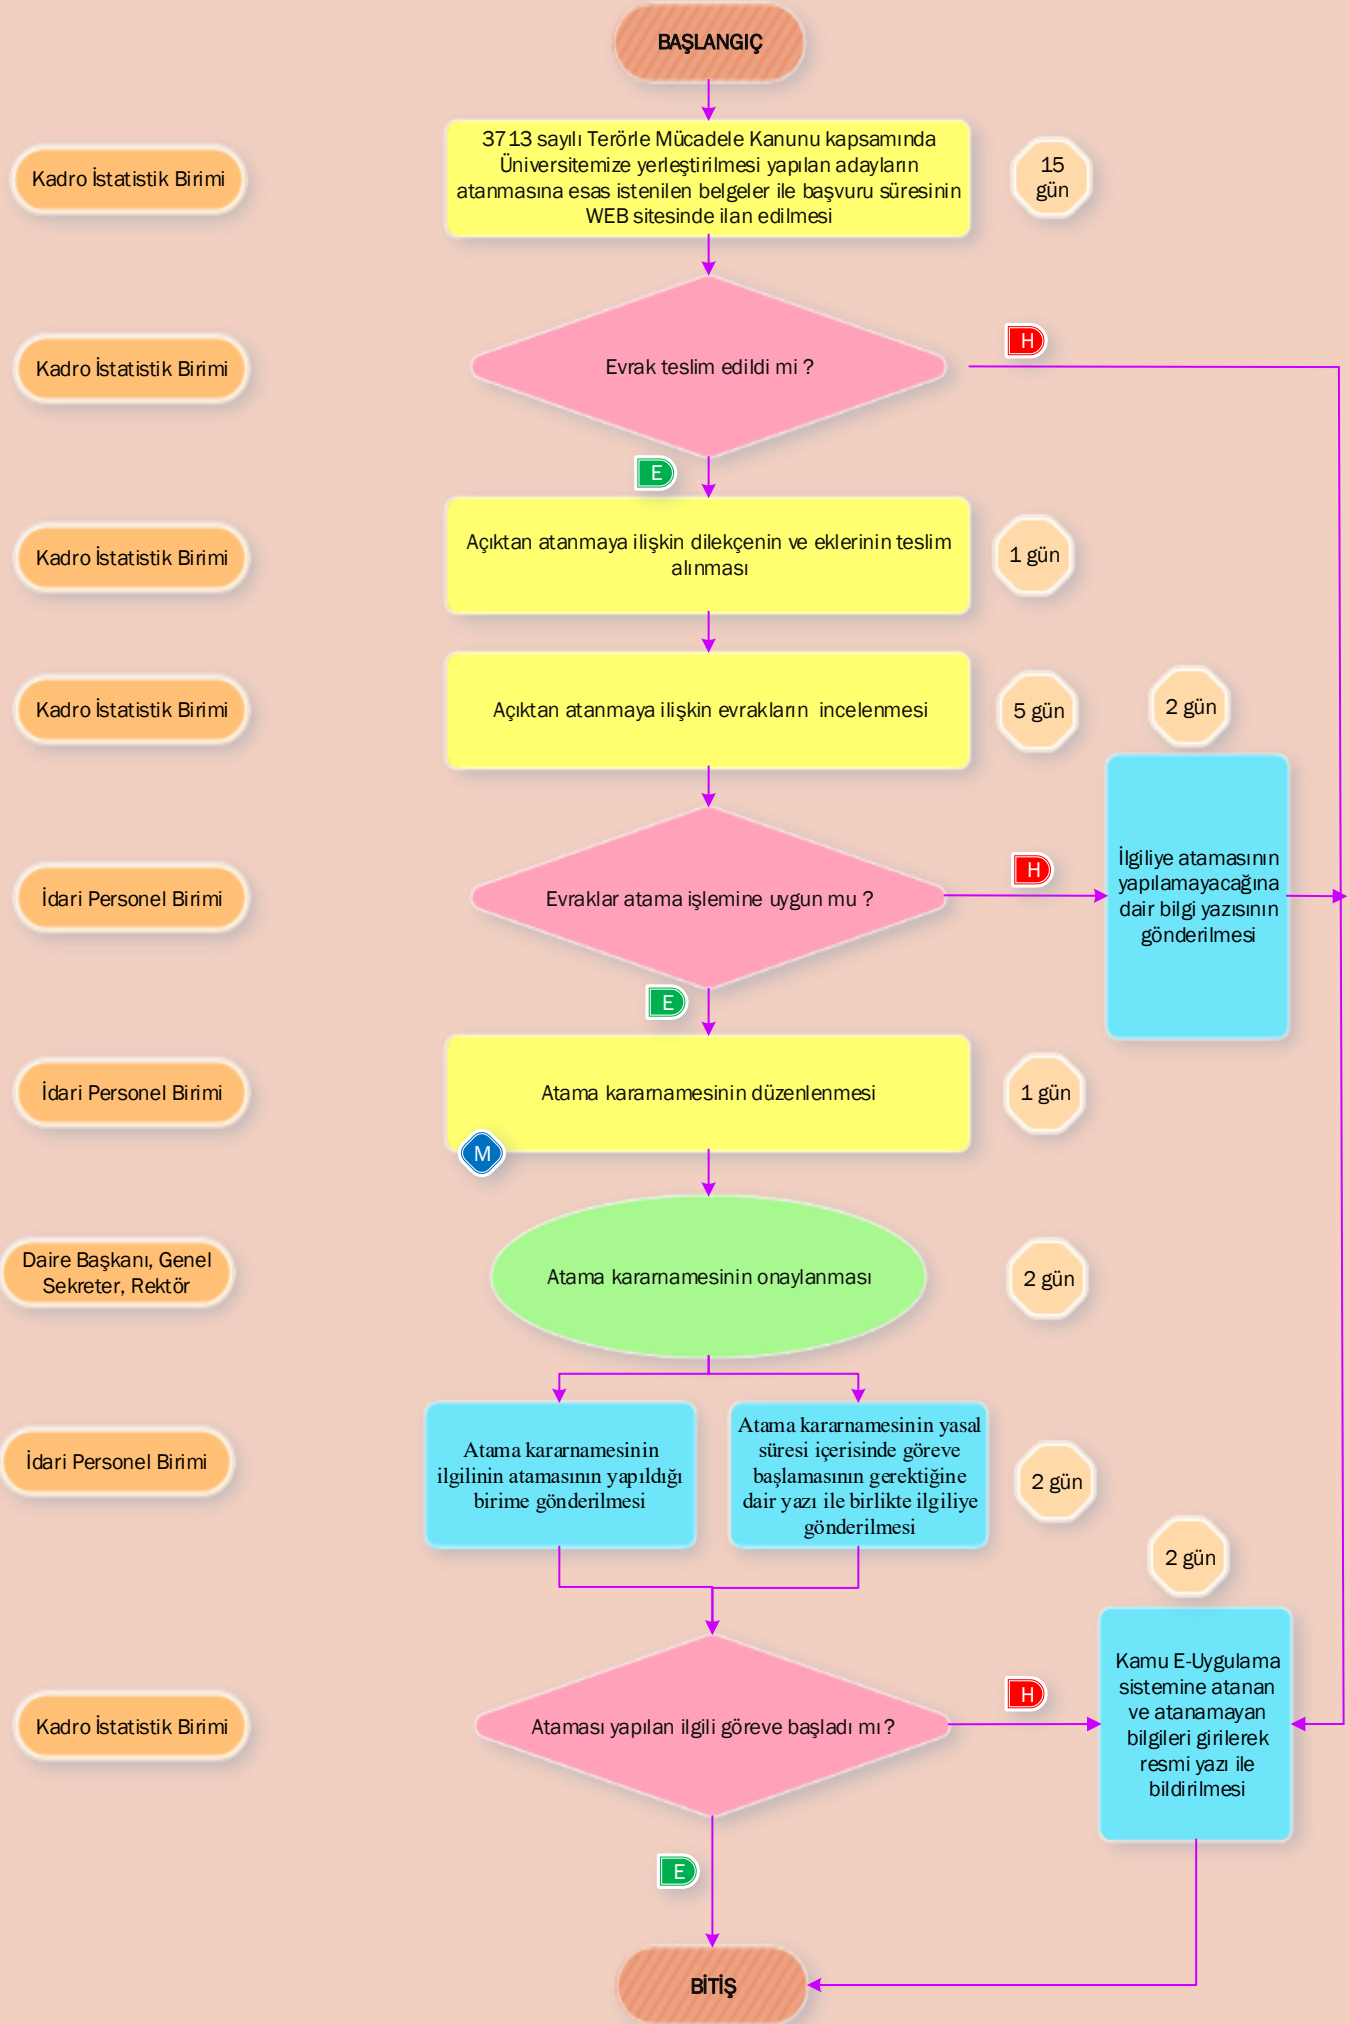 BAŞLANGIÇ
Kadro İstatistik Birimi
3713 sayılı Terörle Mücadele Kanunu kapsamında
Üniversitemize yerleştirilmesi yapılan adayların
atanmasına esas istenilen belgeler ile başvuru süresinin
WEB sitesinde ilan edilmesi
15
gün
Kadro İstatistik Birimi
Evrak teslim edildi mi ?
H
E
Kadro İstatistik Birimi
Açıktan atanmaya ilişkin dilekçenin ve eklerinin teslim
alınması
1 gün
Kadro İstatistik Birimi
Açıktan atanmaya ilişkin evrakların  incelenmesi
5 gün
2 gün
İdari Personel Birimi
Evraklar atama işlemine uygun mu ?
H
İlgiliye atamasının
yapılamayacağına
dair bilgi yazısının
gönderilmesi
E
İdari Personel Birimi
Atama kararnamesinin düzenlenmesi
1 gün
M
Daire Başkanı, Genel
Sekreter, Rektör
Atama kararnamesinin onaylanması
2 gün
İdari Personel Birimi
Atama kararnamesinin
ilgilinin atamasının yapıldığı
birime gönderilmesi
Atama kararnamesinin yasal
süresi içerisinde göreve
başlamasının gerektiğine
dair yazı ile birlikte ilgiliye
gönderilmesi
2 gün
2 gün
Kadro İstatistik Birimi
Ataması yapılan ilgili göreve başladı mı ?
H
Kamu E-Uygulama
sistemine atanan
ve atanamayan
bilgileri girilerek
resmi yazı ile
bildirilmesi
E
BİTİŞ